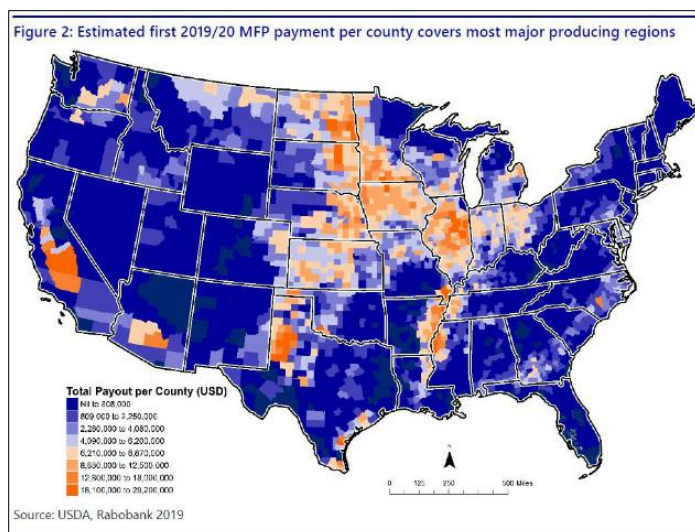 Figure 2: Estimated first 2019/20 MFP payment per county covers most major producing regions
Total Payout per County (USD)
Nil to 808,000
809,000 to 2,250,000
2,260,000 to 4,080,000
4,090,000 to 6,200,000
6,210,000 to 8,870,000
8,880,000 to 12,500,000
12,600,000 to 18,000,000
18,100,000 to 29,200,000
0 125 250 500 Miles
Source: USDA, Rabobank 2019